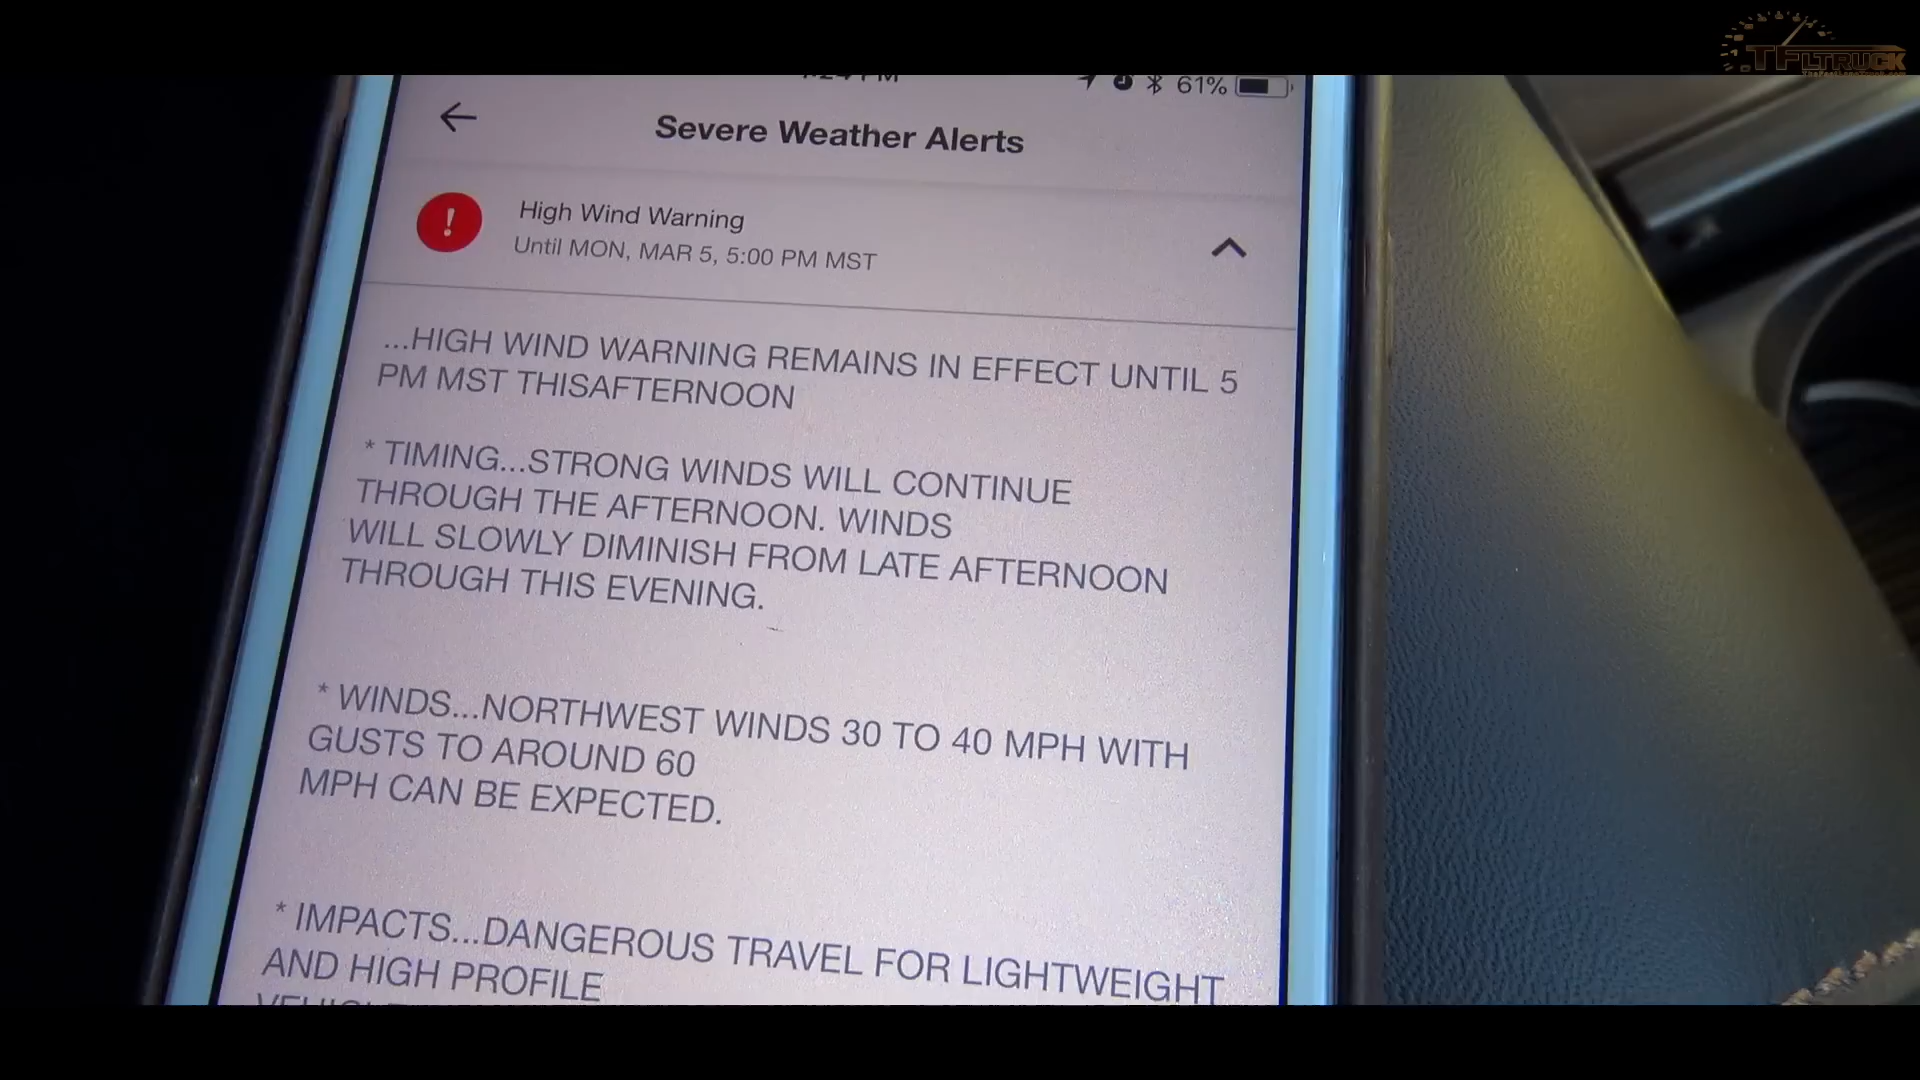 TFLTRUCK
61%
Severe Weather Alerts
High Wind Warning
Until MON, MAR 5, 5:00 PM MST
...HIGH WIND WARNING REMAINS IN EFFECT UNTIL 5
PM MST THISAFTERNOON
* TIMING...STRONG WINDS WILL CONTINUE
THROUGH THE AFTERNOON. WINDS
WILL SLOWLY DIMINISH FROM LATE AFTERNOON
THROUGH THIS EVENING.
* WINDS...NORTHWEST WINDS 30 TO 40 MPH WITH
GUSTS TO AROUND 60
MPH CAN BE EXPECTED.
* IMPACTS...DANGEROUS TRAVEL FOR LIGHTWEIGHT
AND HIGH PROFILE